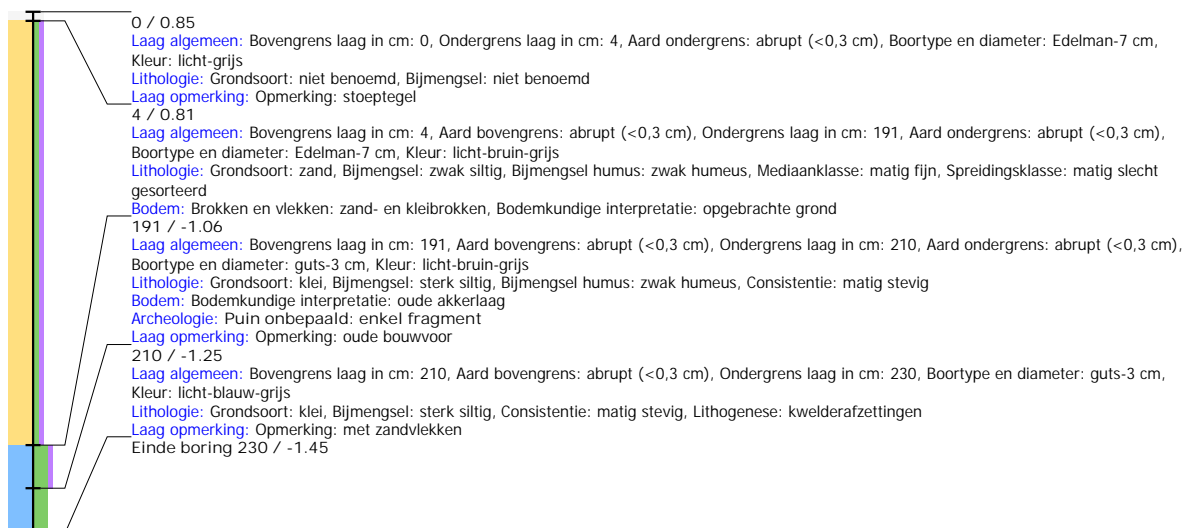 0 / 0.85
Laag algemeen: Bovengrens laag in cm: 0, Ondergrens laag in cm: 4, Aard ondergrens: abrupt (<0,3 cm), Boortype en diameter: Edelman-7 cm,
Kleur: licht-grijs
Lithologie: Grondsoort: niet benoemd, Bijmengsel: niet benoemd
Laag opmerking: Opmerking: stoeptegel
4 / 0.81
Laag algemeen: Bovengrens laag in cm: 4, Aard bovengrens: abrupt (<0,3 cm), Ondergrens laag in cm: 191, Aard ondergrens: abrupt (<0,3 cm),
Boortype en diameter: Edelman-7 cm, Kleur: licht-bruin-grijs
Lithologie: Grondsoort: zand, Bijmengsel: zwak siltig, Bijmengsel humus: zwak humeus, Mediaanklasse: matig fijn, Spreidingsklasse: matig slecht
gesorteerd
Bodem: Brokken en vlekken: zand- en kleibrokken, Bodemkundige interpretatie: opgebrachte grond
191 / -1.06
Laag algemeen: Bovengrens laag in cm: 191, Aard bovengrens: abrupt (<0,3 cm), Ondergrens laag in cm: 210, Aard ondergrens: abrupt (<0,3 cm),
Boortype en diameter: guts-3 cm, Kleur: licht-bruin-grijs
Lithologie: Grondsoort: klei, Bijmengsel: sterk siltig, Bijmengsel humus: zwak humeus, Consistentie: matig stevig
Bodem: Bodemkundige interpretatie: oude akkerlaag
Archeologie: Puin onbepaald: enkel fragment
Laag opmerking: Opmerking: oude bouwvoor
210 / -1.25
Laag algemeen: Bovengrens laag in cm: 210, Aard bovengrens: abrupt (<0,3 cm), Ondergrens laag in cm: 230, Boortype en diameter: guts-3 cm,
Kleur: licht-blauw-grijs
Lithologie: Grondsoort: klei, Bijmengsel: sterk siltig, Consistentie: matig stevig, Lithogenese: kwelderafzettingen
Laag opmerking: Opmerking: met zandvlekken
Einde boring 230 / -1.45